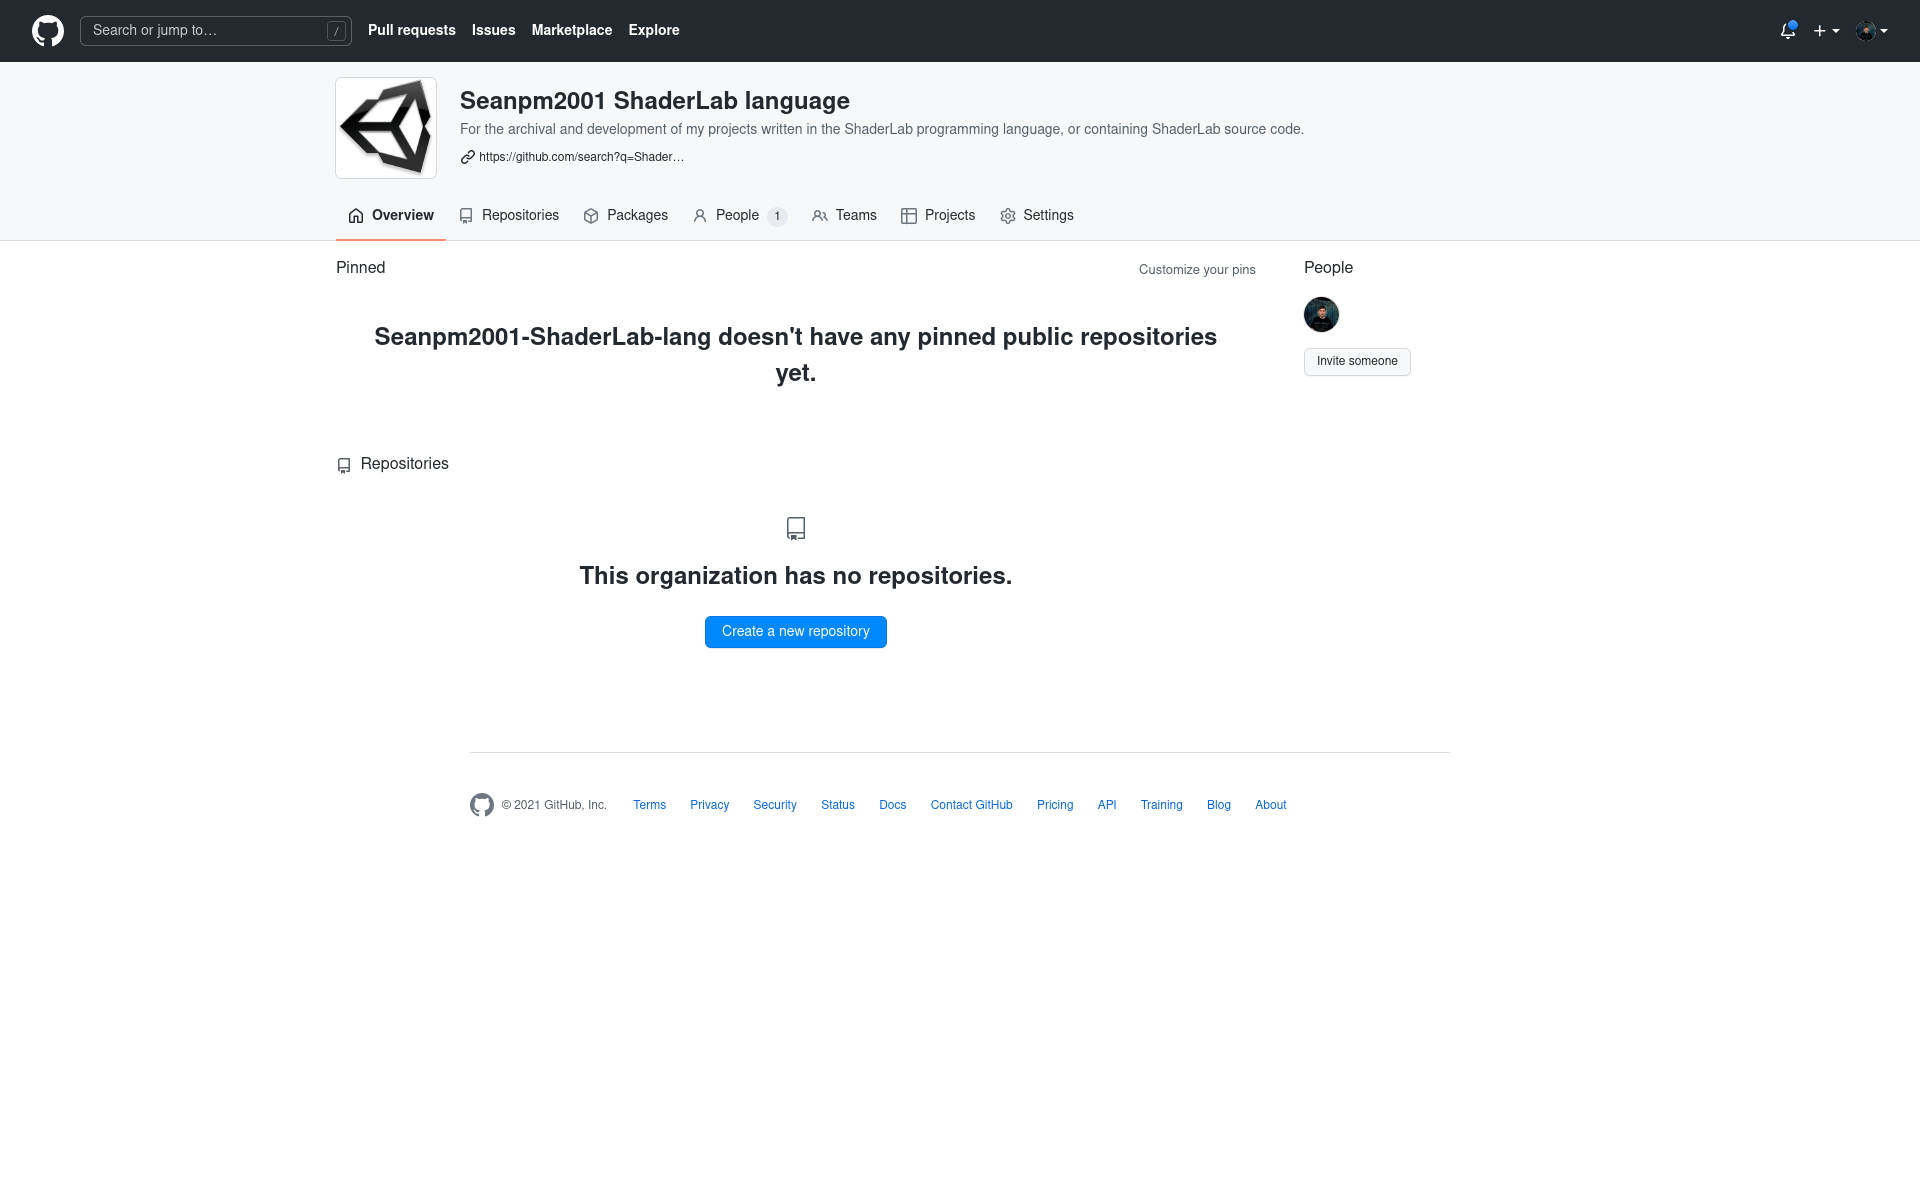 Search or jump to…
/
Pull requests
Issues
Marketplace
Explore
Seanpm2001 ShaderLab language
For the archival and development of my projects written in the ShaderLab programming language, or containing ShaderLab source code.
https://github.com/search?q=Shader…
Overview
Repositories
Packages
People 1
Teams
Projects
Settings
Pinned
Customize your pins
Seanpm2001-ShaderLab-lang doesn't have any pinned public repositories
yet.
People
Invite someone
Repositories
This organization has no repositories.
Create a new repository
© 2021 GitHub, Inc.
Terms
Privacy
Security
Status
Docs
Contact GitHub
Pricing
API
Training
Blog
About